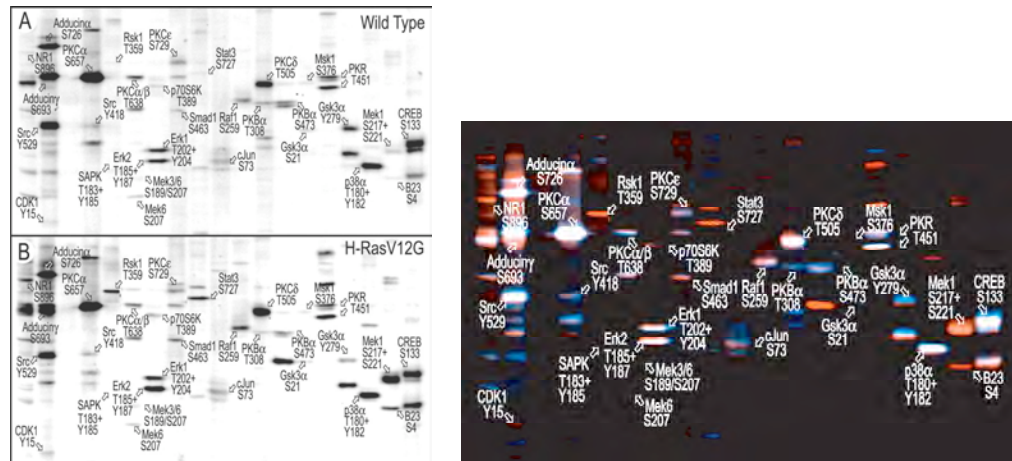 A
Wild Type
Adducinα
S726
Rsk1
T359
PKCε
S729
PKCα
S657
Stat3
S727
PKCδ
T505
Msk1
S376
PKR
T451
NR1
S896
Adducinγ
S693
Src
Y418
PKCα/β
T638
p70S6K
T389
Smad1
S463
Raf1
S259
PKBα
T308
PKBα
S473
Gsk3α
Y279
Gsk3α
S21
Mek1
S217+
S221
CREB
S133
Src
Y529
Erk1
T202+
Y204
Erk2
T185+
Y187
cJun
S73
SAPK
T183+
Y185
Mek3/6
S189/S207
Mek6
S207
p38α
T180+
Y182
B23
S4
CDK1
Y15
B
H-RasV12G
Adducinα
S726
Rsk1
T359
PKCε
S729
PKCα
S657
Stat3
S727
PKCδ
T505
Msk1
S376
PKR
T451
NR1
S896
Adducinγ
S693
Src
Y418
PKCα/β
T638
p70S6K
T389
Smad1
S463
Raf1
S259
PKBα
T308
PKBα
S473
Gsk3α
Y279
Gsk3α
S21
Mek1
S217+
S221
CREB
S133
Src
Y529
Erk1
T202+
Y204
Erk2
T185+
Y187
cJun
S73
SAPK
T183+
Y185
Mek3/6
S189/S207
Mek6
S207
p38α
T180+
Y182
B23
S4
CDK1
Y15
Adducinα
S726
Rsk1
T359
PKCε
S729
PKCα
S657
Stat3
S727
PKCδ
T505
Msk1
S376
PKR
T451
NR1
S896
Adducinγ
S693
Src
Y418
PKCα/β
T638
p70S6K
T389
Smad1
S463
Raf1
S259
PKBα
T308
PKBα
S473
Gsk3α
Y279
Gsk3α
S21
Mek1
S217+
S221
CREB
S133
Src
Y529
Erk1
T202+
Y204
Erk2
T185+
Y187
cJun
S73
SAPK
T183+
Y185
Mek3/6
S189/S207
Mek6
S207
p38α
T180+
Y182
B23
S4
CDK1
Y15